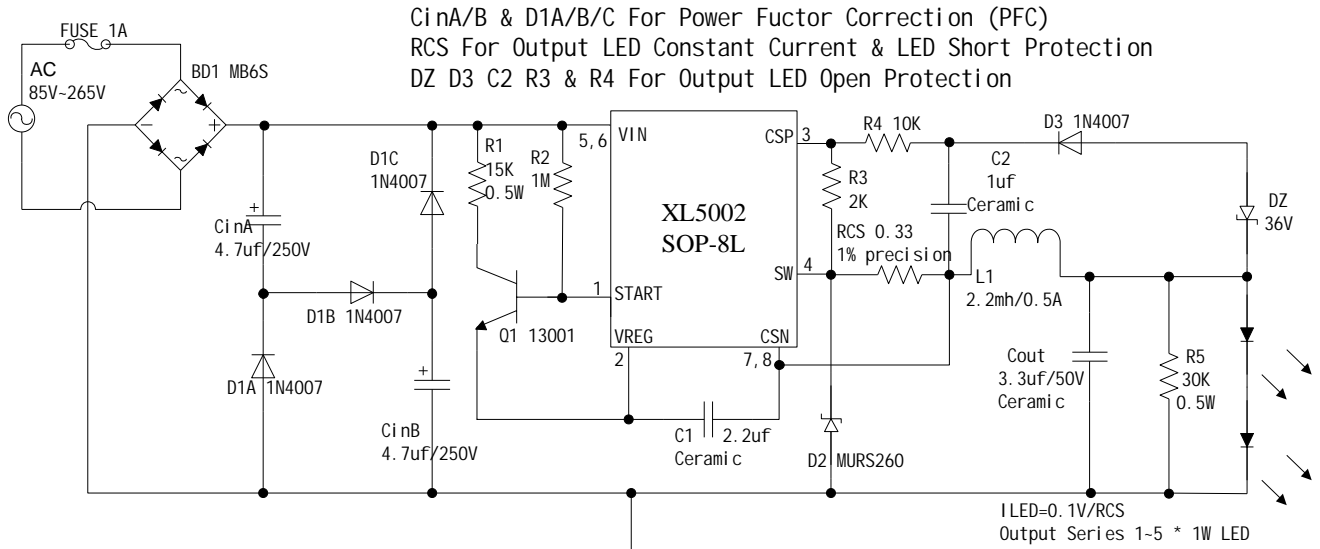 CinA/B & D1A/B/C For Power Fuctor Correction (PFC)
RCS For Output LED Constant Current & LED Short Protection
DZ D3 C2 R3 & R4 For Output LED Open Protection
FUSE 1A
AC
85V~265V
BD1 MB6S
~
-
+
~
CinA
+
4.7uf/250V
D1C
1N4007
D1B 1N4007
D1A 1N4007
+
CinB
4.7uf/250V
R1
15K
0.5W
R2
1M
Q1 13001
5,6
VIN
CSP
3
XL5002
SOP-8L
SW
4
1
START
VREG
2
CSN
7,8
C1
2.2uf
Ceramic
R4 10K
R3
2K
RCS 0.33
1% precision
C2
1uf
Ceramic
D3 1N4007
DZ
36V
L1
2.2mh/0.5A
D2 MURS260
Cout
3.3uf/50V
Ceramic
R5
30K
0.5W
ILED=0.1V/RCS
Output Series 1~5 * 1W LED